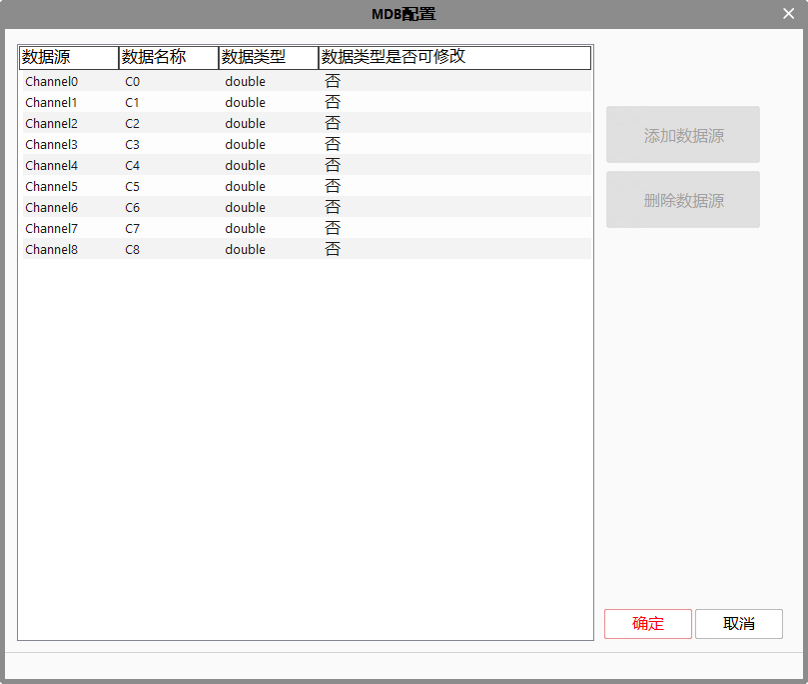 MDB配置
数据源 数据名称 数据类型 数据类型是否可修改
Channel0 C0 double 否
Channel1 C1 double 否
Channel2 C2 double 否
Channel3 C3 double 否
Channel4 C4 double 否
Channel5 C5 double 否
Channel6 C6 double 否
Channel7 C7 double 否
Channel8 C8 double 否
添加数据源
删除数据源
确定 取消